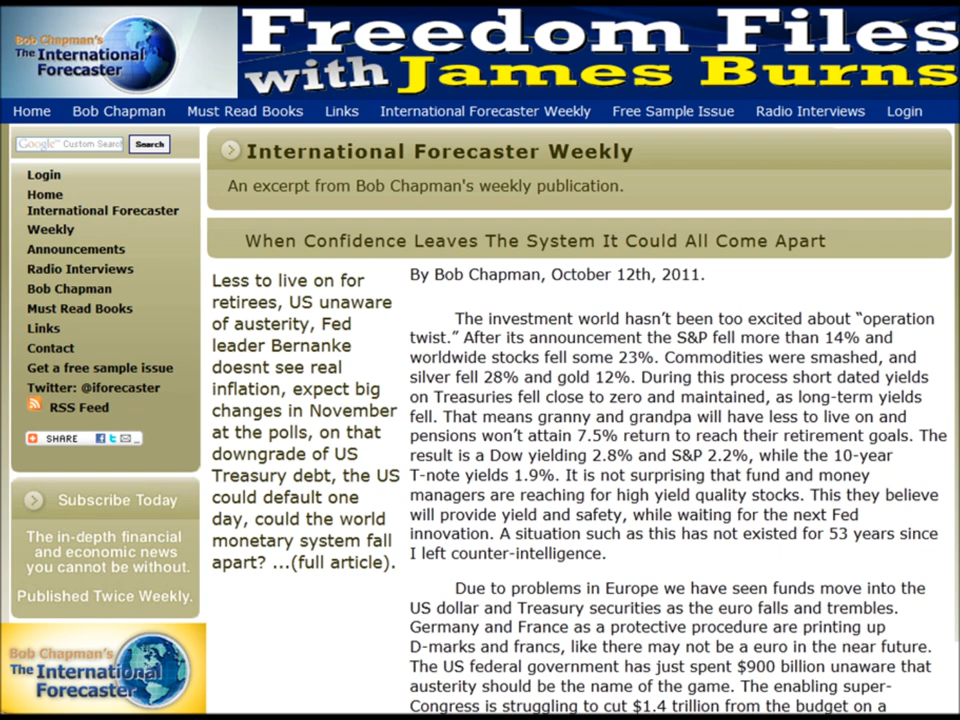 Bob Chapman's
The International
Forecaster
Freedom Files
with James Burns
Home Bob Chapman Must Read Books Links International Forecaster Weekly Free Sample Issue Radio Interviews Login
Google™ Custom Search Search
Login
Home
International Forecaster
Weekly
Announcements
Radio Interviews
Bob Chapman
Must Read Books
Links
Contact
Get a free sample issue
Twitter: @iforecaster
RSS Feed
SHARE
Subscribe Today
The in-depth financial
and economic news
you cannot be without.
Published Twice Weekly.
Bob Chapman's
The International
Forecaster
International Forecaster Weekly
An excerpt from Bob Chapman's weekly publication.
When Confidence Leaves The System It Could All Come Apart
Less to live on for
retirees, US unaware
of austerity, Fed
leader Bernanke
doesnt see real
inflation, expect big
changes in November
at the polls, on that
downgrade of US
Treasury debt, the US
could default one
day, could the world
monetary system fall
apart? ...(full article).
By Bob Chapman, October 12th, 2011.
The investment world hasn't been too excited about “operation
twist.” After its announcement the S&P fell more than 14% and
worldwide stocks fell some 23%. Commodities were smashed, and
silver fell 28% and gold 12%. During this process short dated yields
on Treasuries fell close to zero and maintained, as long-term yields
fell. That means granny and grandpa will have less to live on and
pensions won't attain 7.5% return to reach their retirement goals. The
result is a Dow yielding 2.8% and S&P 2.2%, while the 10-year
T-note yields 1.9%. It is not surprising that fund and money
managers are reaching for high yield quality stocks. This they believe
will provide yield and safety, while waiting for the next Fed
innovation. A situation such as this has not existed for 53 years since
I left counter-intelligence.
Due to problems in Europe we have seen funds move into the
US dollar and Treasury securities as the euro falls and trembles.
Germany and France as a protective procedure are printing up
D-marks and francs, like there may not be a euro in the near future.
The US federal government has just spent $900 billion unaware that
austerity should be the name of the game. The enabling super-
Congress is struggling to cut $1.4 trillion from the budget on a